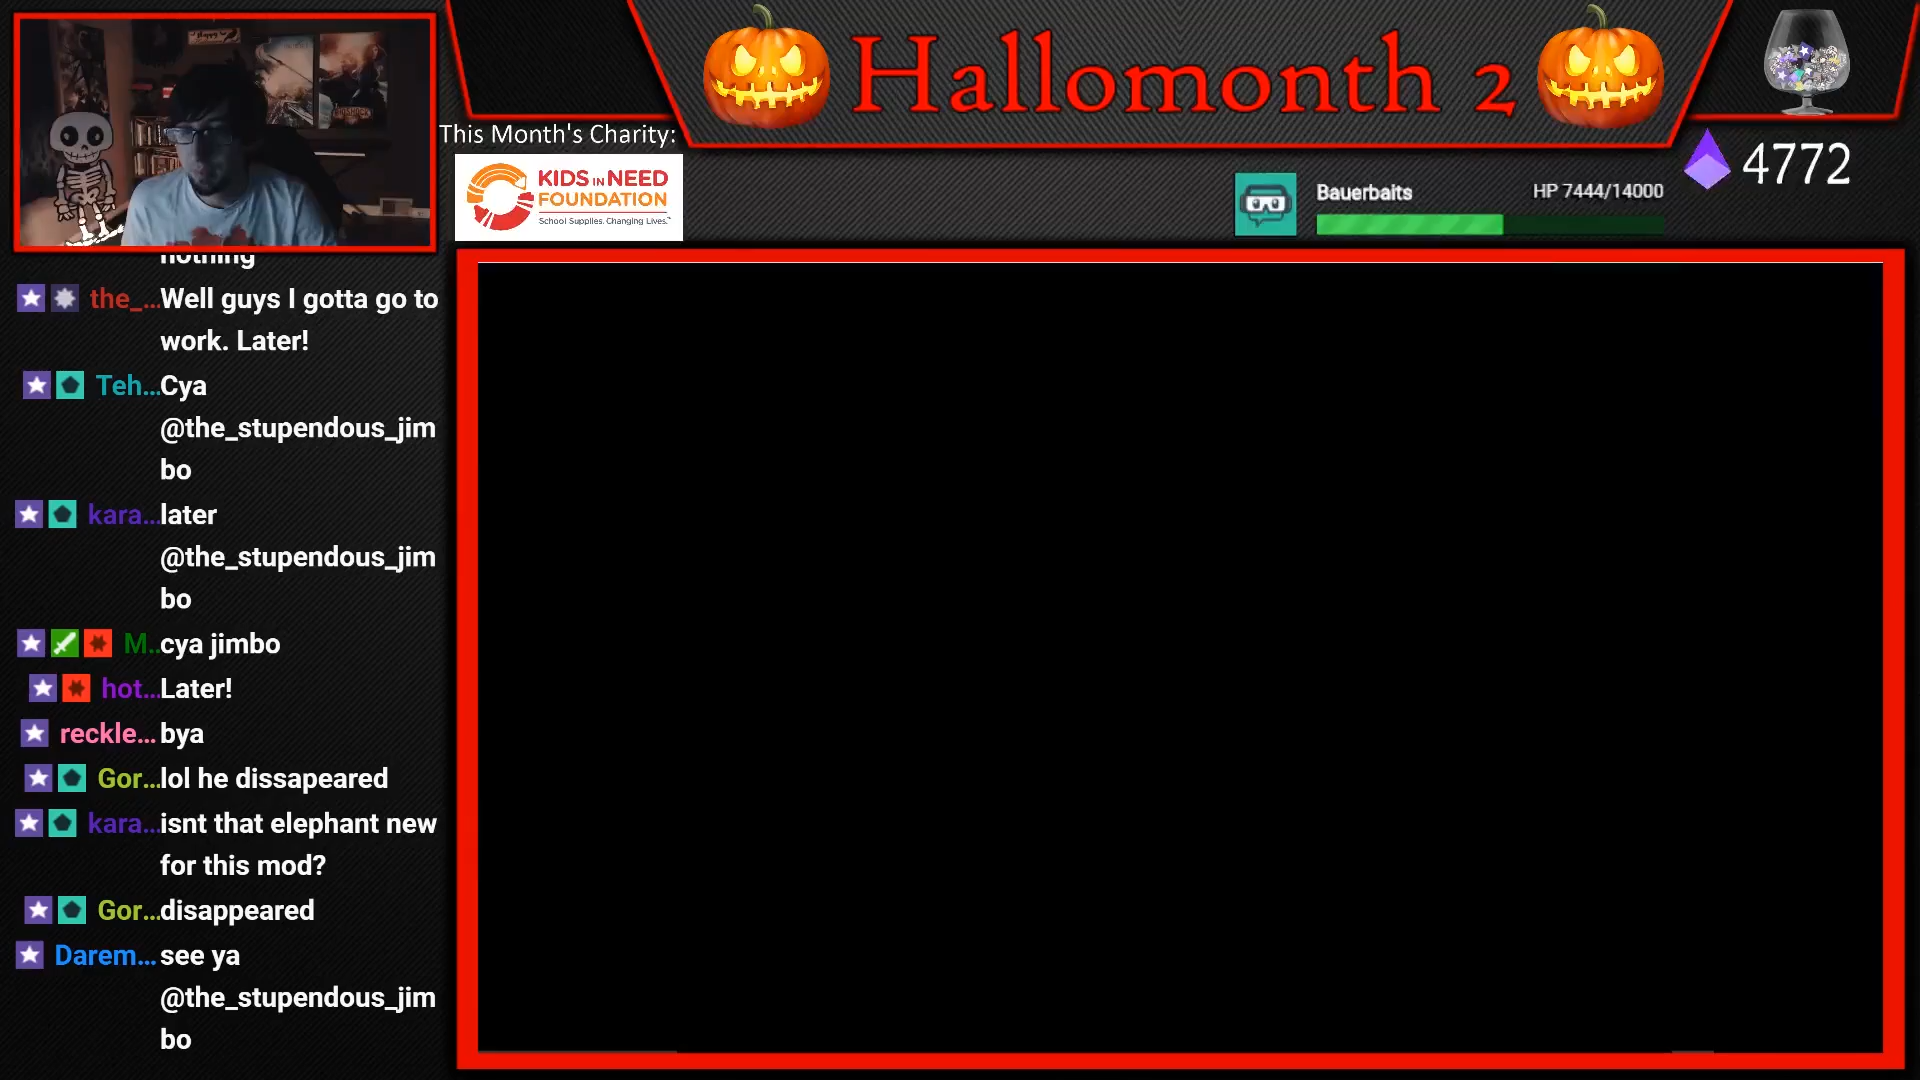 Hallomonth 2
This Month's Charity:
KIDS IN NEED
FOUNDATION
School Supplies. Changing Lives.™
Bauerbaits
HP 7444/14000
4772
nothing
the_...Well guys I gotta go to
work. Later!
Teh...Cya
@the_stupendous_jim
bo
kara...later
@the_stupendous_jim
bo
M..cya jimbo
hot...Later!
reckle...bya
Gor...lol he dissapeared
kara...isnt that elephant new
for this mod?
Gor...disappeared
Darem...see ya
@the_stupendous_jim
bo